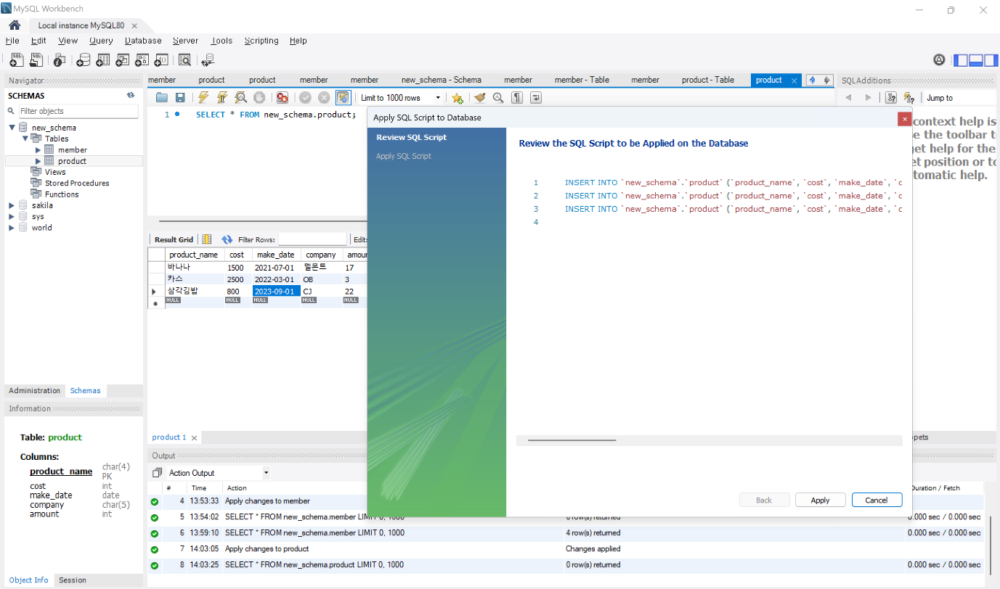 MySQL Workbench
Local instance MySQL80
File Edit View Query Database Server Tools Scripting Help
Navigator
SCHEMAS
Filter objects
new_schema
Tables
member
product
Views
Stored Procedures
Functions
sakila
sys
world
Administration Schemas
Information
Table: product
Columns:
product_name char(4) PK
cost int
make_date date
company char(5)
amount int
Object Info Session
member product product member member new_schema - Schema member member - Table member product - Table product
Limit to 1000 rows
1 SELECT * FROM new_schema.product;
Result Grid Filter Rows: Edit:
product_name cost make_date company amoun
바나나 1500 2021-07-01 델몬트 17
카스 2500 2022-03-01 OB 3
삼각김밥 800 2023-09-01 CJ 22
NULL NULL NULL NULL NULL
product 1
Output
Action Output
# Time Action Duration / Fetch
4 13:53:33 Apply changes to member
5 13:54:02 SELECT * FROM new_schema.member LIMIT 0, 1000 0 row(s) returned 0.000 sec / 0.000 sec
6 13:59:10 SELECT * FROM new_schema.member LIMIT 0, 1000 4 row(s) returned 0.000 sec / 0.000 sec
7 14:03:05 Apply changes to product Changes applied
8 14:03:25 SELECT * FROM new_schema.product LIMIT 0, 1000 0 row(s) returned 0.000 sec / 0.000 sec
Apply SQL Script to Database
Review SQL Script
Apply SQL Script
Review the SQL Script to be Applied on the Database
1 INSERT INTO `new_schema`.`product` (`product_name`, `cost`, `make_date`, `c
2 INSERT INTO `new_schema`.`product` (`product_name`, `cost`, `make_date`, `c
3 INSERT INTO `new_schema`.`product` (`product_name`, `cost`, `make_date`, `c
4
Back Apply Cancel
SQLAdditions
Jump to
context help is
e the toolbar t
get help for the
et position or to
tomatic help.
pets